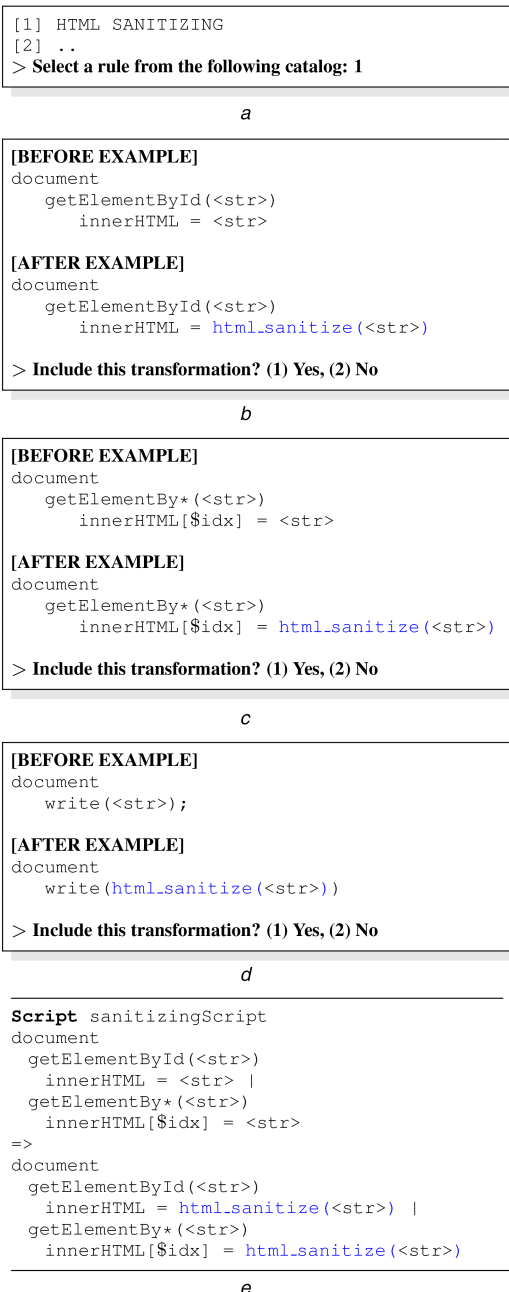 [1] HTML SANITIZING
[2] ..
> Select a rule from the following catalog: 1
a
[BEFORE EXAMPLE]
document
getElementById(<str>)
innerHTML = <str>
[AFTER EXAMPLE]
document
getElementById(<str>)
innerHTML = html_sanitize(<str>)
> Include this transformation? (1) Yes, (2) No
b
[BEFORE EXAMPLE]
document
getElementBy*(<str>)
innerHTML[$idx] = <str>
[AFTER EXAMPLE]
document
getElementBy*(<str>)
innerHTML[$idx] = html_sanitize(<str>)
> Include this transformation? (1) Yes, (2) No
c
[BEFORE EXAMPLE]
document
write(<str>);
[AFTER EXAMPLE]
document
write(html_sanitize(<str>))
> Include this transformation? (1) Yes, (2) No
d
Script sanitizingScript
document
getElementById(<str>)
innerHTML = <str> |
getElementBy*(<str>)
innerHTML[$idx] = <str>
=>
document
getElementById(<str>)
innerHTML = html_sanitize(<str>) |
getElementBy*(<str>)
innerHTML[$idx] = html_sanitize(<str>)
e